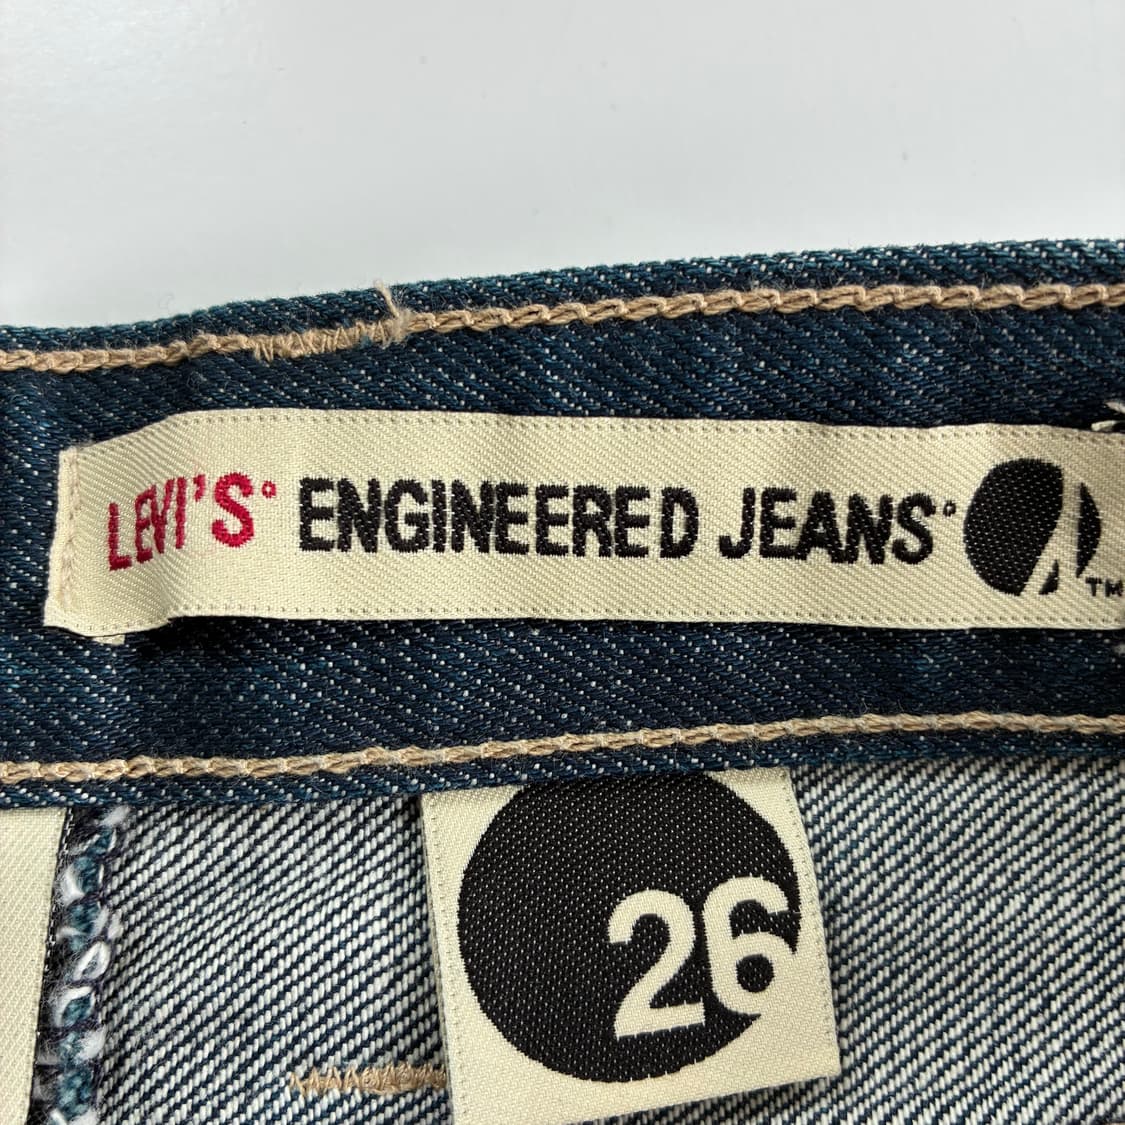 LEVI'S° ENGINEERED JEANS° TM
26